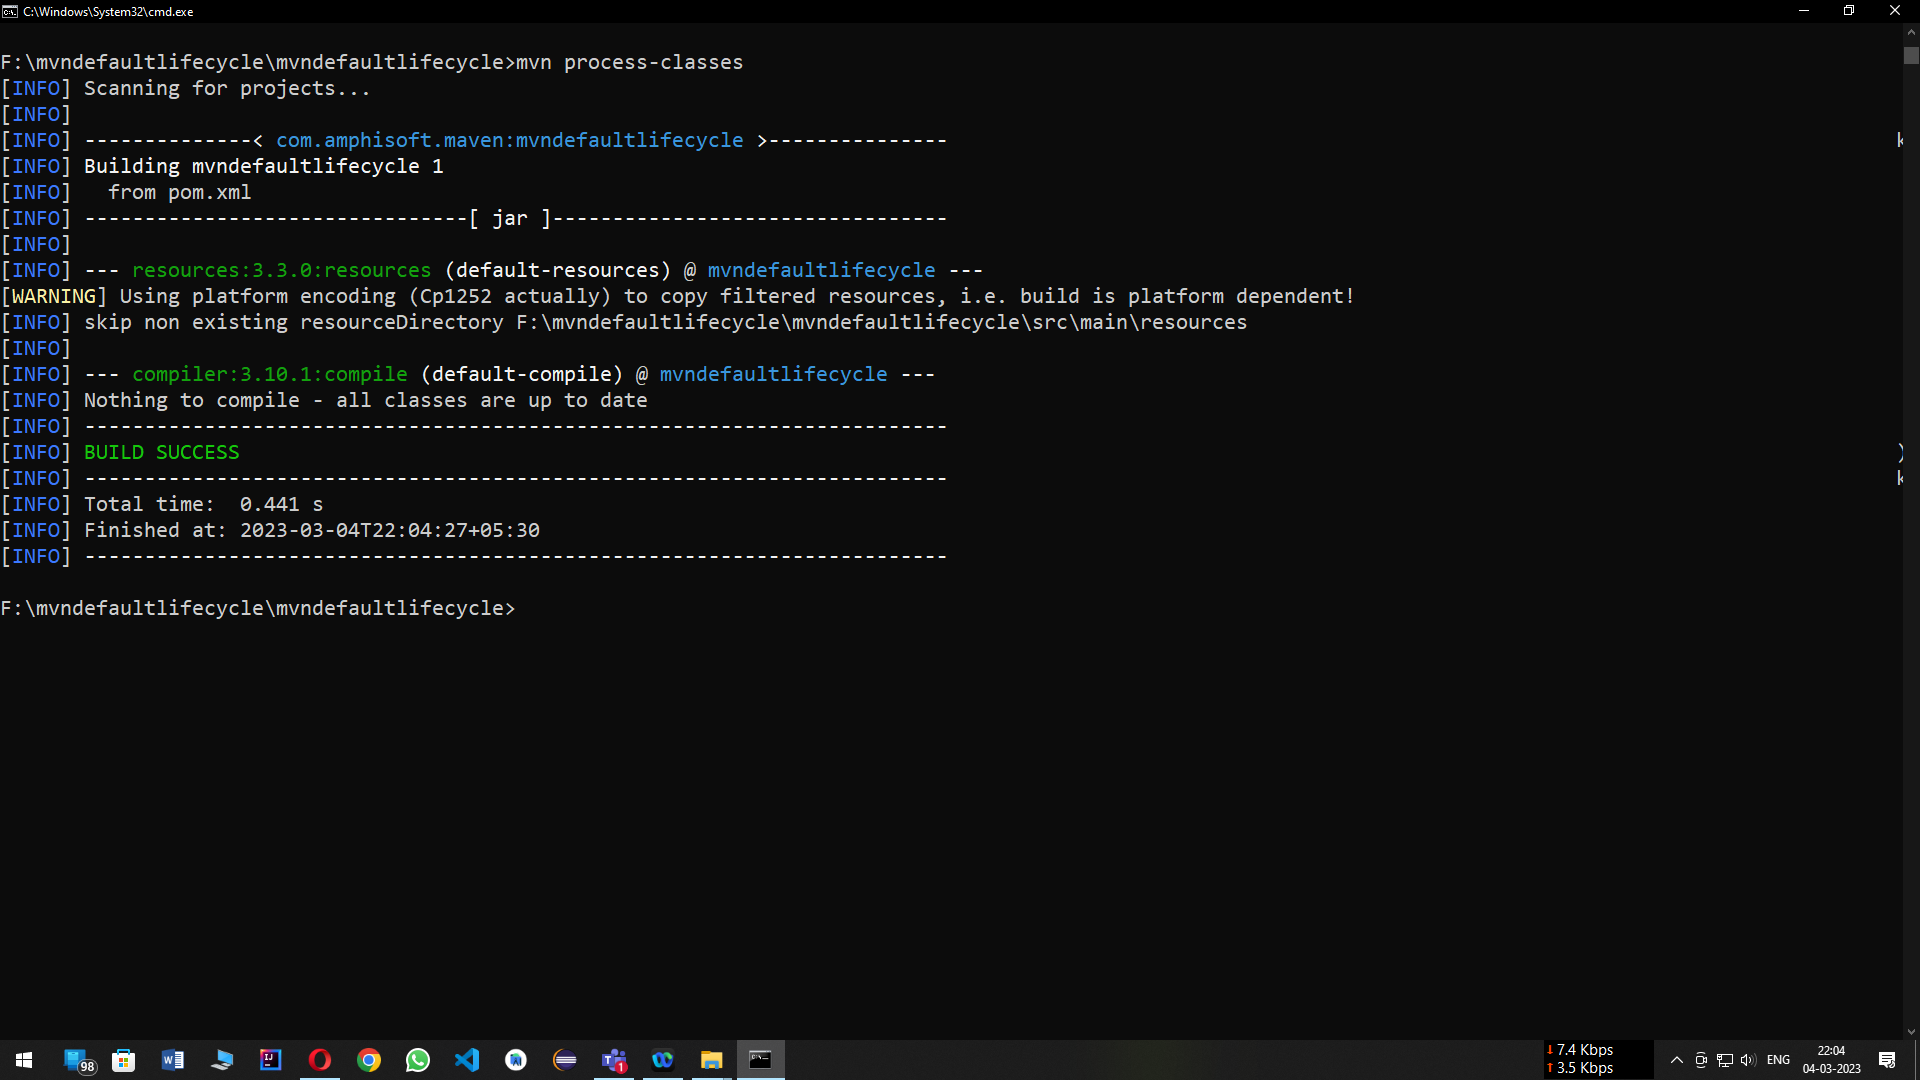 C:\Windows\System32\cmd.exe
F:\mvndefaultlifecycle\mvndefaultlifecycle>mvn process-classes
[INFO] Scanning for projects...
[INFO]
[INFO] --------------< com.amphisoft.maven:mvndefaultlifecycle >---------------
[INFO] Building mvndefaultlifecycle 1
[INFO]   from pom.xml
[INFO] --------------------------------[ jar ]---------------------------------
[INFO]
[INFO] --- resources:3.3.0:resources (default-resources) @ mvndefaultlifecycle ---
[WARNING] Using platform encoding (Cp1252 actually) to copy filtered resources, i.e. build is platform dependent!
[INFO] skip non existing resourceDirectory F:\mvndefaultlifecycle\mvndefaultlifecycle\src\main\resources
[INFO]
[INFO] --- compiler:3.10.1:compile (default-compile) @ mvndefaultlifecycle ---
[INFO] Nothing to compile - all classes are up to date
[INFO] ------------------------------------------------------------------------
[INFO] BUILD SUCCESS
[INFO] ------------------------------------------------------------------------
[INFO] Total time:  0.441 s
[INFO] Finished at: 2023-03-04T22:04:27+05:30
[INFO] ------------------------------------------------------------------------
F:\mvndefaultlifecycle\mvndefaultlifecycle>
98
1
7.4 Kbps
3.5 Kbps
ENG
22:04
04-03-2023